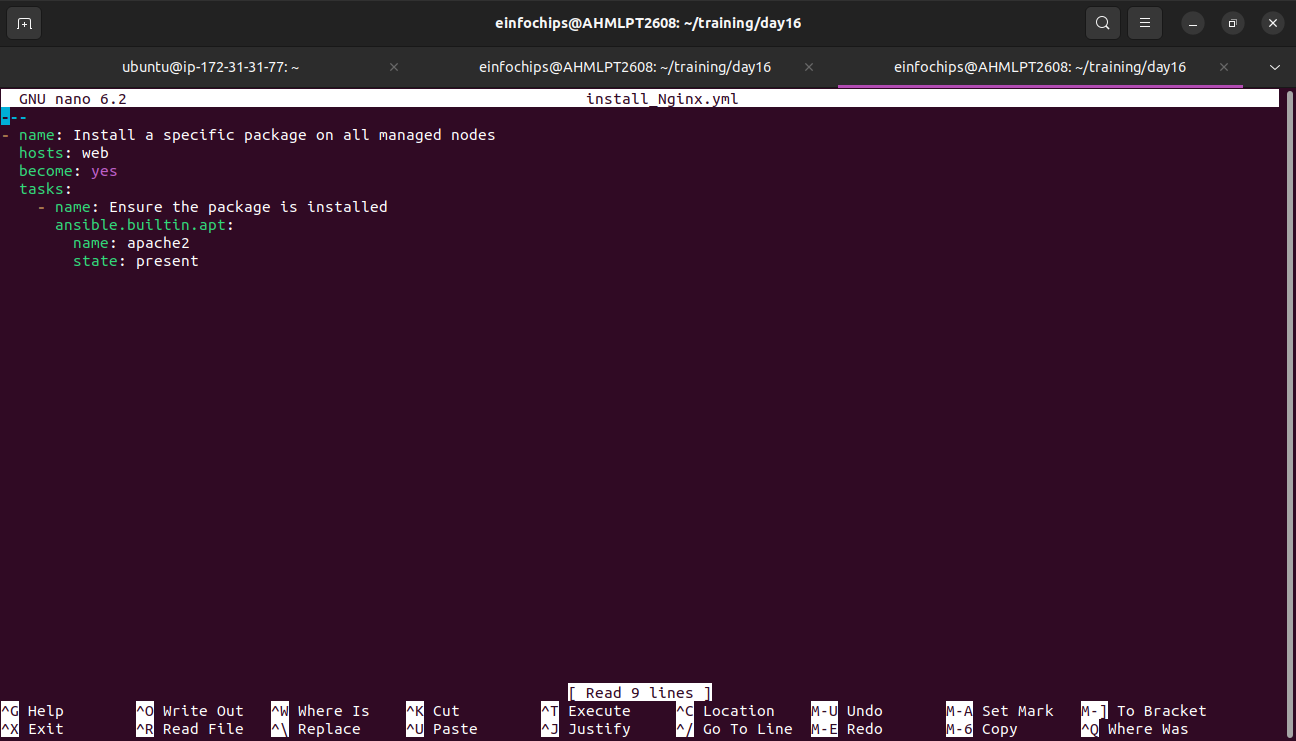 einfochips@AHMLPT2608: ~/training/day16
ubuntu@ip-172-31-31-77: ~ einfochips@AHMLPT2608: ~/training/day16 einfochips@AHMLPT2608: ~/training/day16
GNU nano 6.2 install_Nginx.yml
---
- name: Install a specific package on all managed nodes
  hosts: web
  become: yes
  tasks:
    - name: Ensure the package is installed
      ansible.builtin.apt:
        name: apache2
        state: present
[ Read 9 lines ]
^G Help ^O Write Out ^W Where Is ^K Cut ^T Execute ^C Location M-U Undo M-A Set Mark M-] To Bracket
^X Exit ^R Read File ^\ Replace ^U Paste ^J Justify ^/ Go To Line M-E Redo M-6 Copy ^Q Where Was